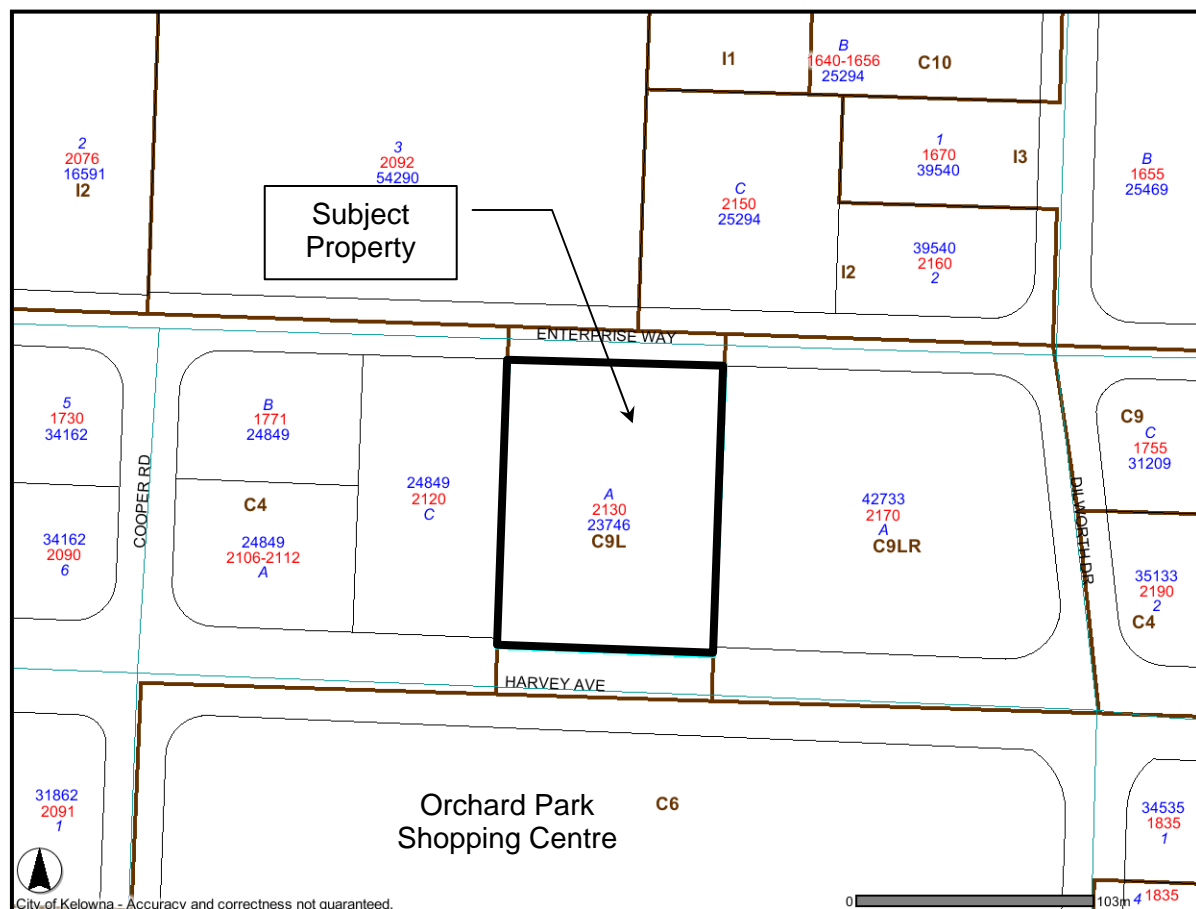 I1
B
1640-1656
25294
C10
2
2076
16591
I2
3
2092
54290
C
2150
25294
1
1670
39540
I3
B
1655
25469
Subject
Property
39540
2160
2
I2
ENTERPRISE WAY
5
1730
34162
B
1771
24849
C4
24849
2106-2112
A
24849
2120
C
A
2130
23746
C9L
42733
2170
A
C9LR
C9
C
1755
31209
COOPER RD
DILWORTH DR
34162
2090
6
35133
2190
2
C4
HARVEY AVE
31862
2091
1
Orchard Park
Shopping Centre
C6
34535
1835
1
4 1835
City of Kelowna - Accuracy and correctness not guaranteed.
0 103m